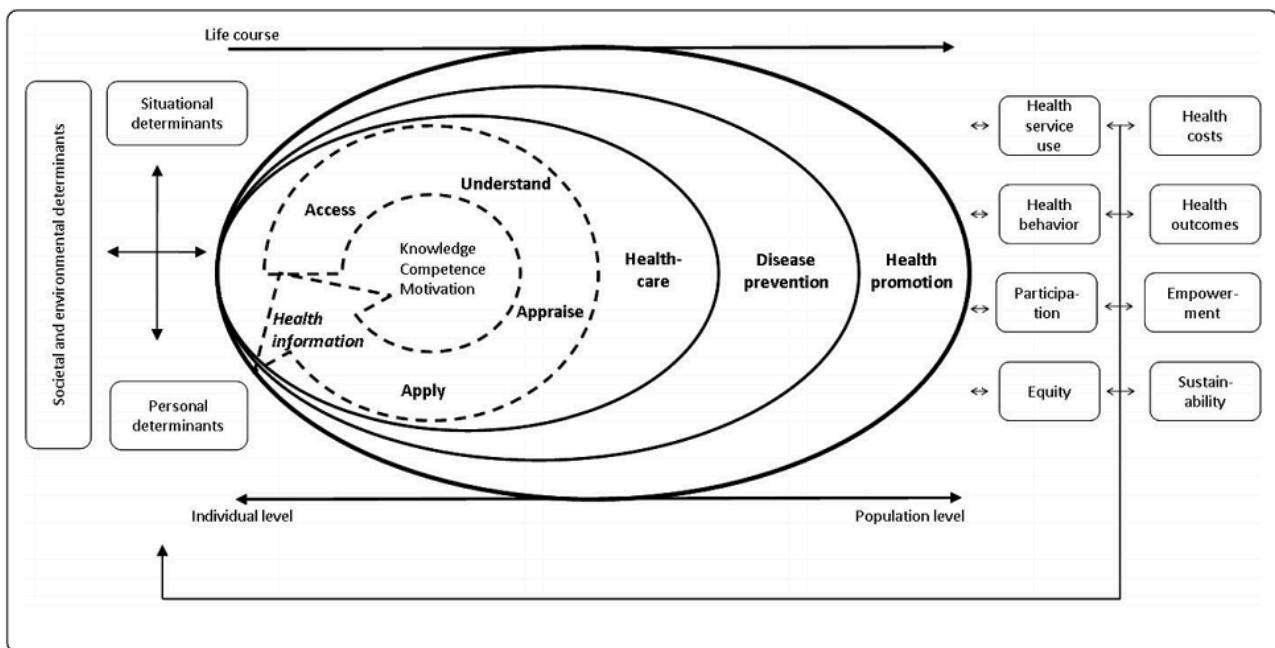 Life course
Societal and environmental determinants
Situational
determinants
Personal
determinants
Access
Understand
Appraise
Apply
Health
information
Knowledge
Competence
Motivation
Health-
care
Disease
prevention
Health
promotion
Health
service
use
Health
costs
Health
behavior
Health
outcomes
Participa-
tion
Empower-
ment
Equity
Sustain-
ability
Individual level
Population level